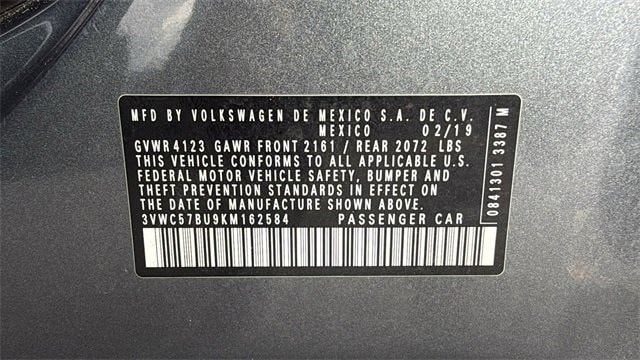 MFD BY VOLKSWAGEN DE MEXICO S.A. DE C.V.
MEXICO 02/19
GVWR 4123 GAWR FRONT 2161 / REAR 2072 LBS
THIS VEHICLE CONFORMS TO ALL APPLICABLE U.S.
FEDERAL MOTOR VEHICLE SAFETY, BUMPER AND
THEFT PREVENTION STANDARDS IN EFFECT ON
THE DATE OF MANUFACTURE SHOWN ABOVE.
3VWC57BU9KM162584 PASSENGER CAR
0841301 3387 M